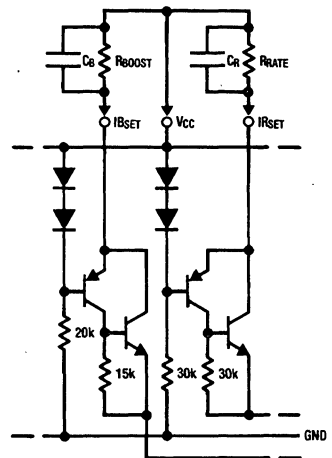 CB RBOOST CR RRATE
IBSET VCC IRSET
20k 15k 30k 30k
GND